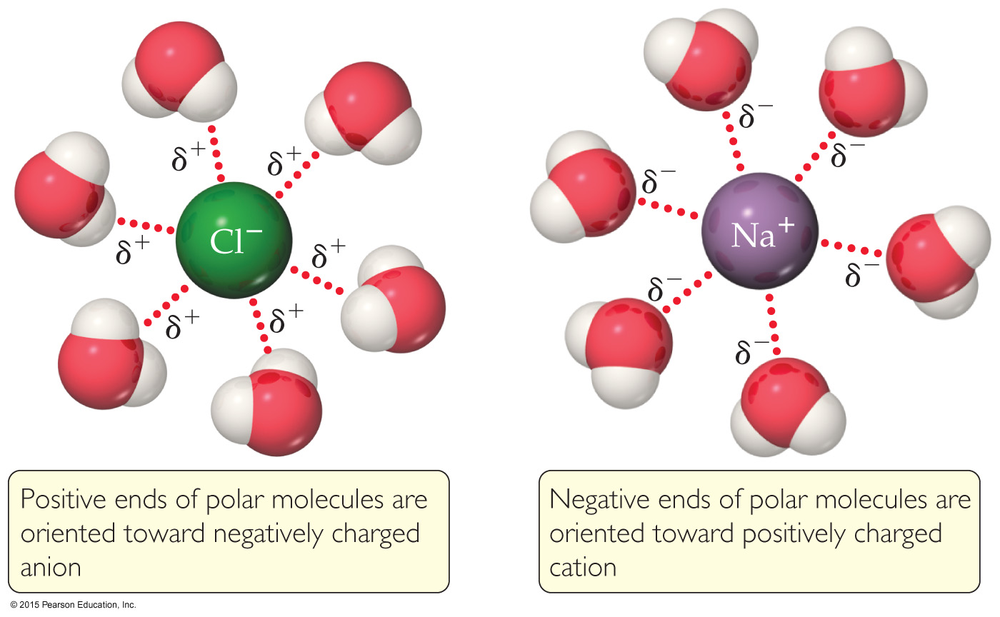 δ⁺
δ⁺
δ⁺
Cl⁻
δ⁺
δ⁺
δ⁺
Positive ends of polar molecules are
oriented toward negatively charged
anion
δ⁻
δ⁻
δ⁻
Na⁺
δ⁻
δ⁻
δ⁻
Negative ends of polar molecules are
oriented toward positively charged
cation
© 2015 Pearson Education, Inc.